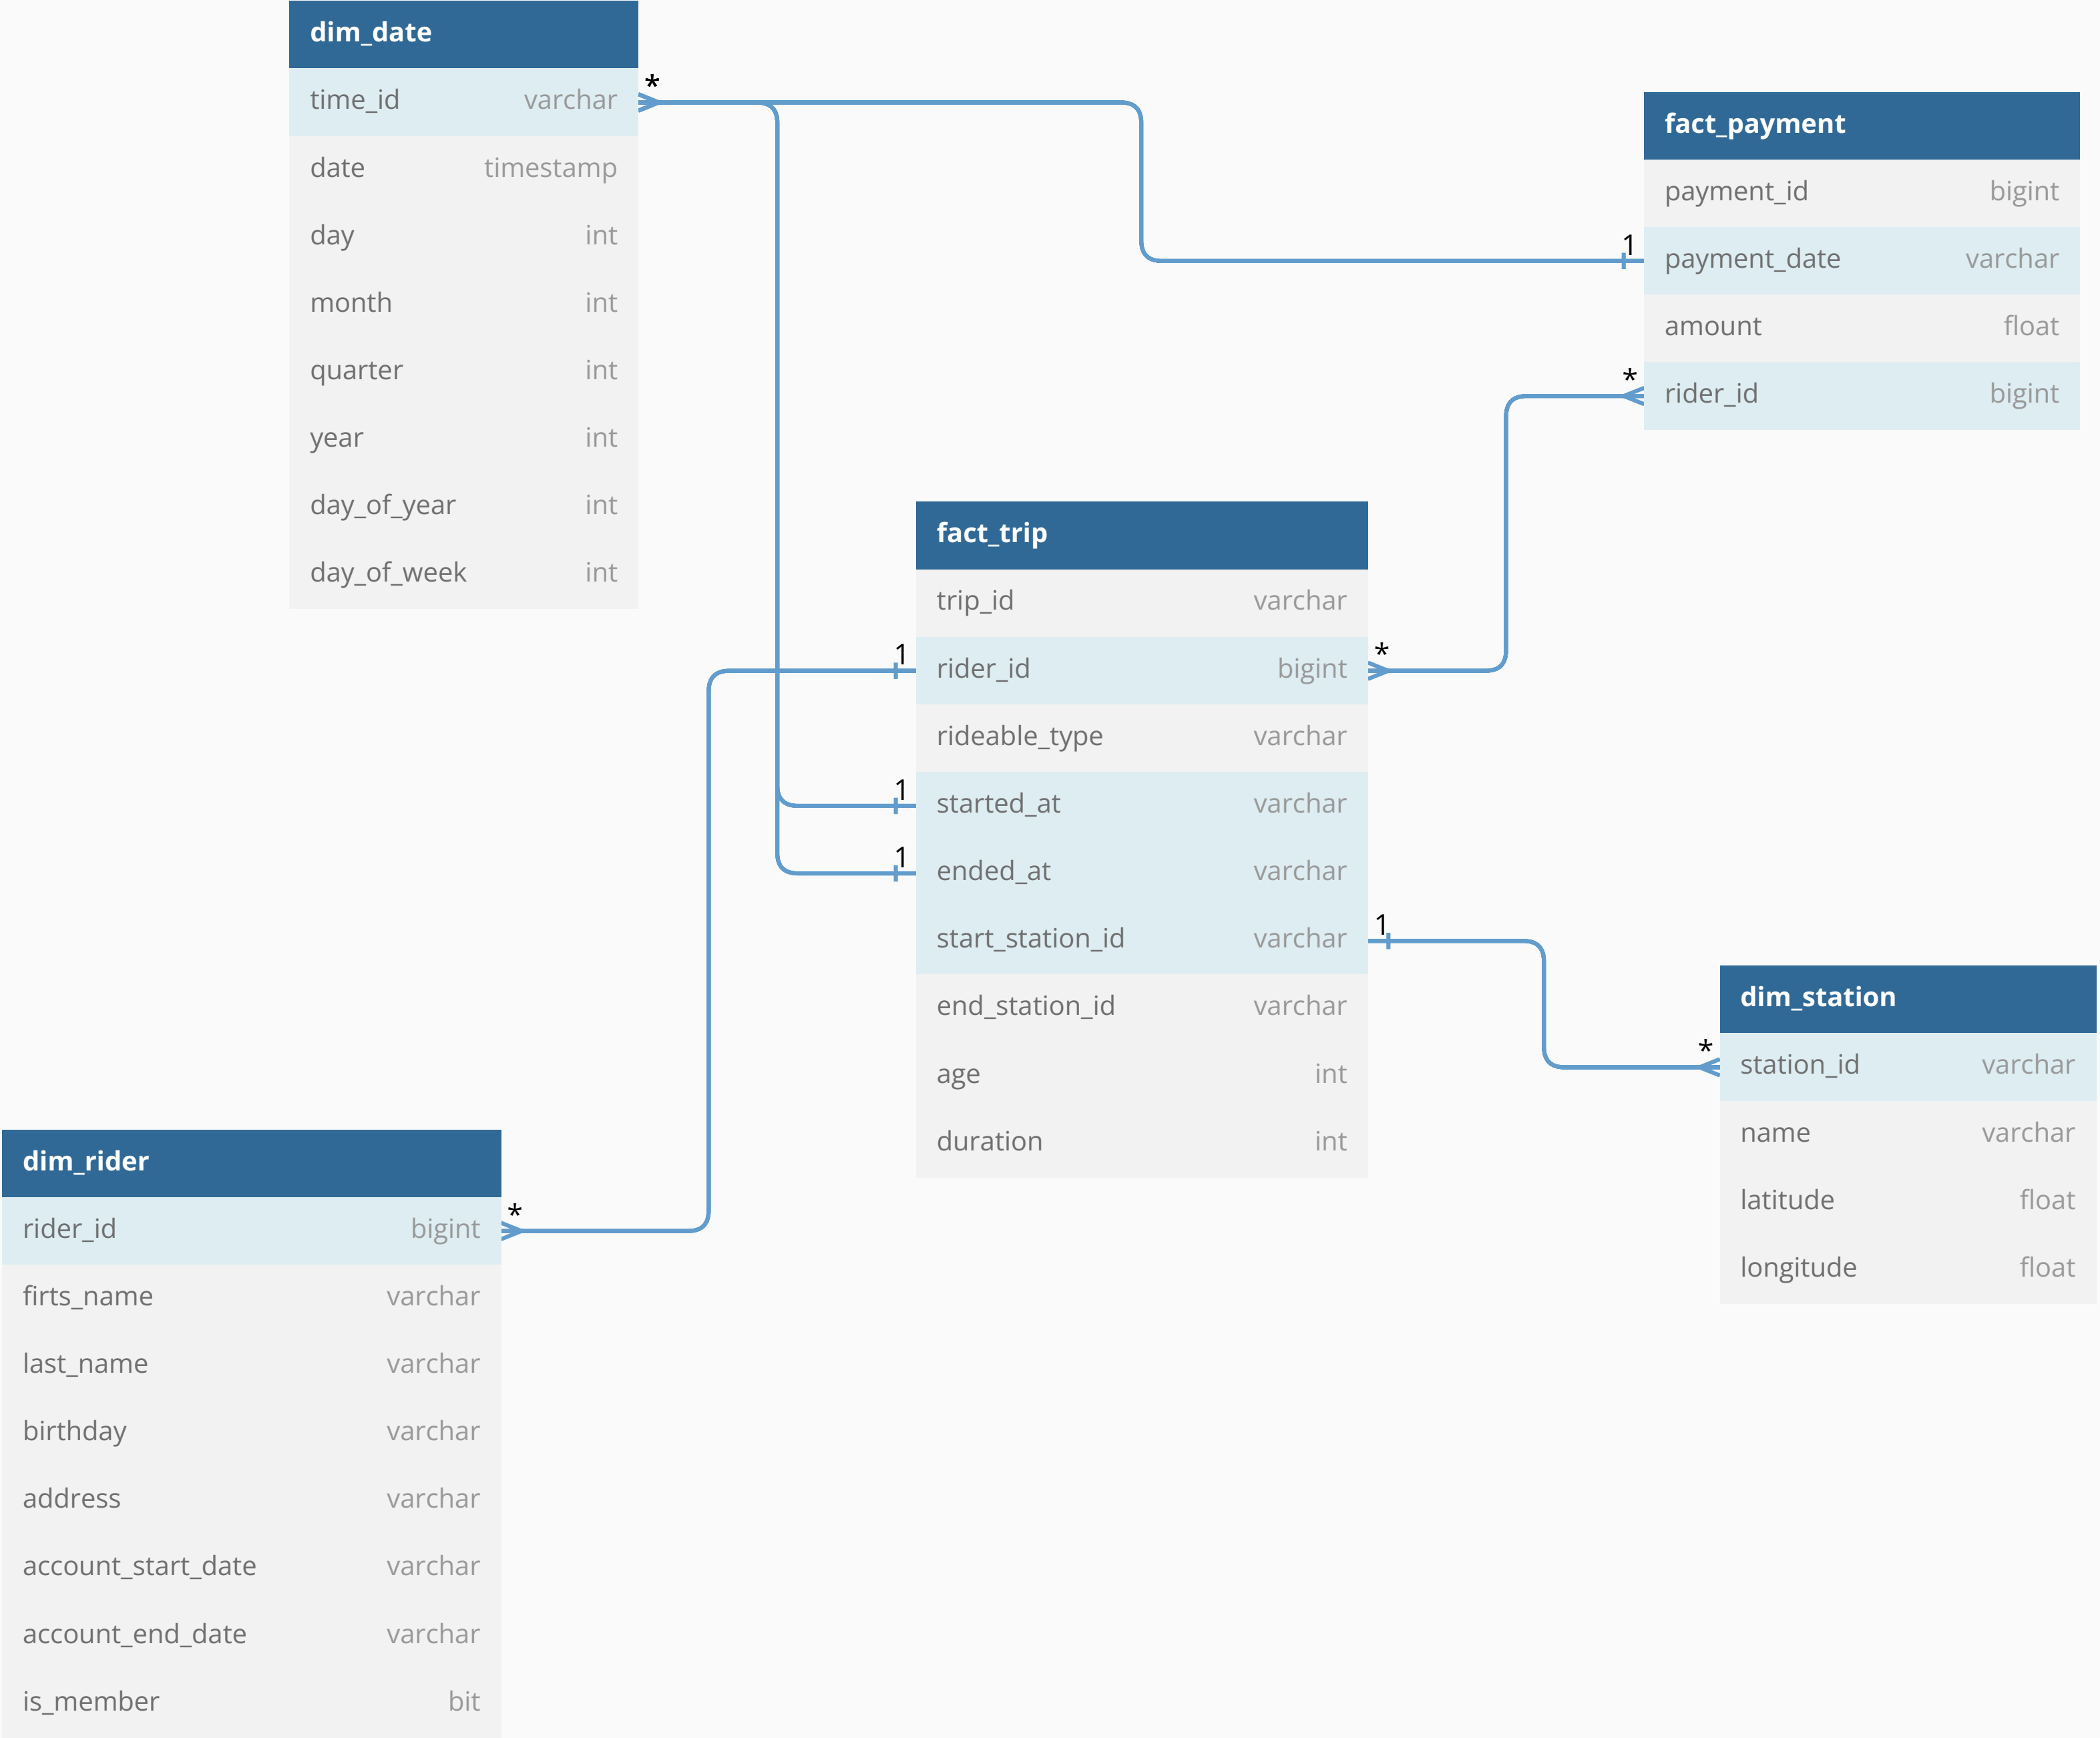 dim_date
time_id varchar
date timestamp
day int
month int
quarter int
year int
day_of_year int
day_of_week int
*
1
fact_payment
payment_id bigint
payment_date varchar
amount float
rider_id bigint
*
fact_trip
trip_id varchar
rider_id bigint
rideable_type varchar
started_at varchar
ended_at varchar
start_station_id varchar
end_station_id varchar
age int
duration int
1
*
1
1
1
dim_station
station_id varchar
name varchar
latitude float
longitude float
*
dim_rider
rider_id bigint
firts_name varchar
last_name varchar
birthday varchar
address varchar
account_start_date varchar
account_end_date varchar
is_member bit
*